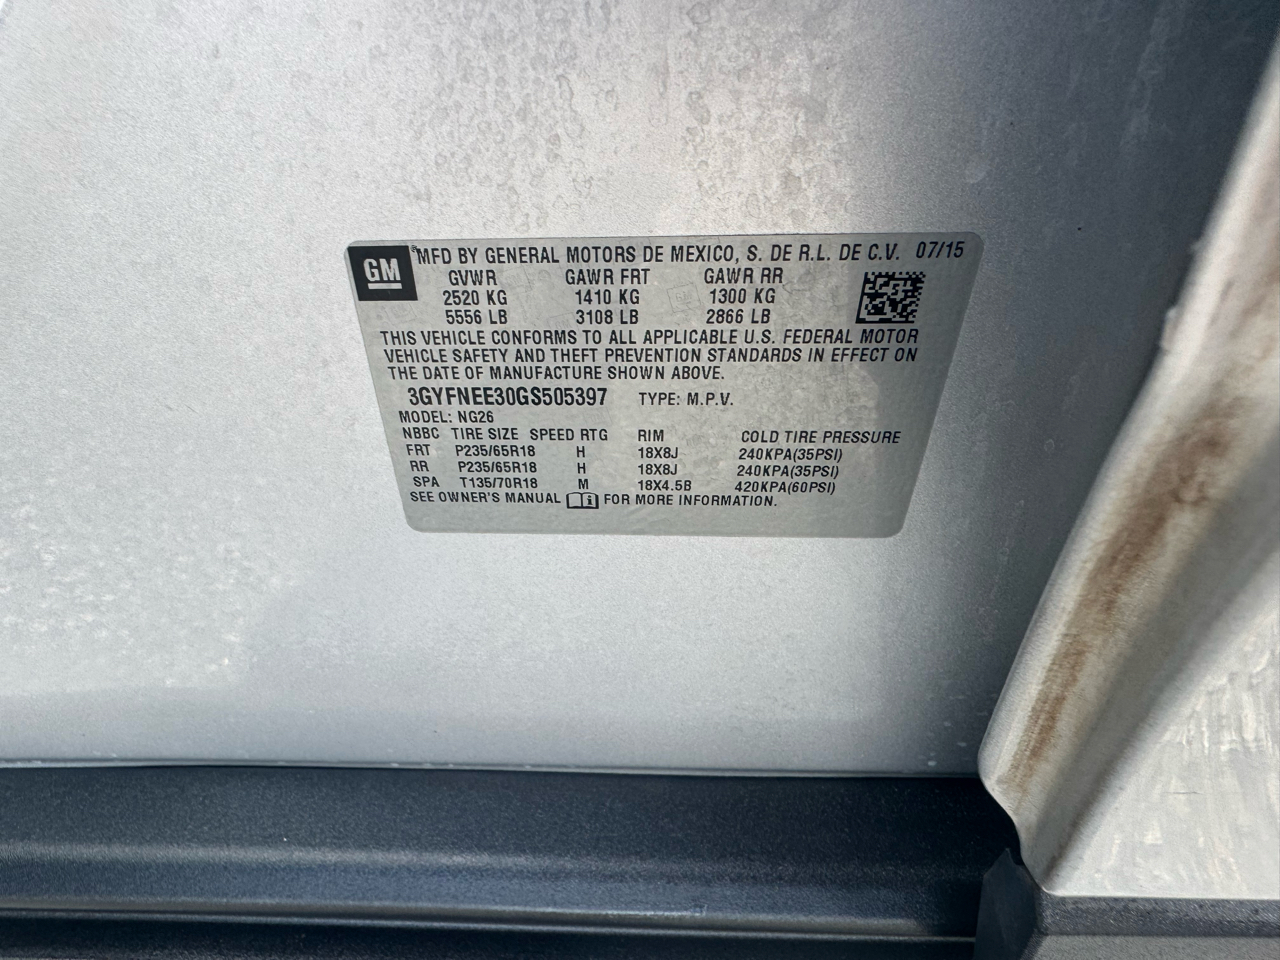 GM
MFD BY GENERAL MOTORS DE MEXICO, S. DE R.L. DE C.V. 07/15
GVWR GAWR FRT GAWR RR
2520 KG 1410 KG 1300 KG
5556 LB 3108 LB 2866 LB
THIS VEHICLE CONFORMS TO ALL APPLICABLE U.S. FEDERAL MOTOR
VEHICLE SAFETY AND THEFT PREVENTION STANDARDS IN EFFECT ON
THE DATE OF MANUFACTURE SHOWN ABOVE.
3GYFNEE30GS505397 TYPE: M.P.V.
MODEL: NG26
NBBC TIRE SIZE SPEED RTG RIM COLD TIRE PRESSURE
FRT P235/65R18 H 18X8J 240KPA(35PSI)
RR P235/65R18 H 18X8J 240KPA(35PSI)
SPA T135/70R18 M 18X4.5B 420KPA(60PSI)
SEE OWNER'S MANUAL FOR MORE INFORMATION.